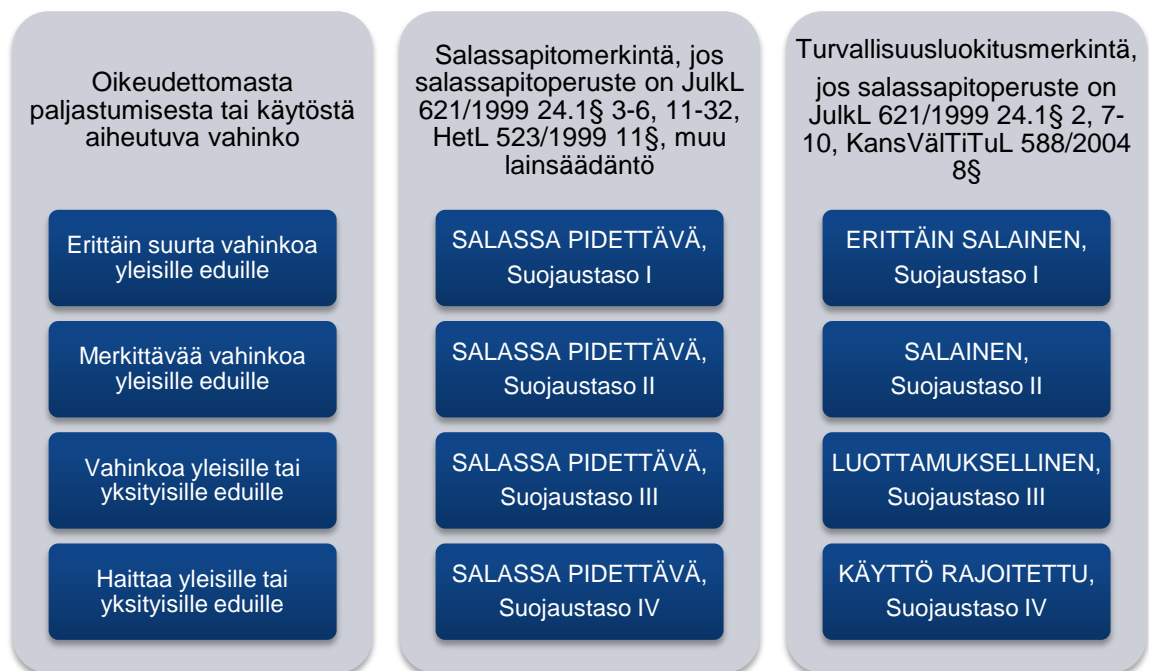 Oikeudettomasta
paljastumisesta tai käytöstä
aiheutuva vahinko
Erittäin suurta vahinkoa
yleisille eduille
Merkittävää vahinkoa
yleisille eduille
Vahinkoa yleisille tai
yksityisille eduille
Haittaa yleisille tai
yksityisille eduille
Salassapitomerkintä, jos
salassapitoperuste on JulkL
621/1999 24.1§ 3-6, 11-32,
HetL 523/1999 11§, muu
lainsäädäntö
SALASSA PIDETTÄVÄ,
Suojaustaso I
SALASSA PIDETTÄVÄ,
Suojaustaso II
SALASSA PIDETTÄVÄ,
Suojaustaso III
SALASSA PIDETTÄVÄ,
Suojaustaso IV
Turvallisuusluokitusmerkintä,
jos salassapitoperuste on
JulkL 621/1999 24.1§ 2, 7-
10, KansVälTiTuL 588/2004
8§
ERITTÄIN SALAINEN,
Suojaustaso I
SALAINEN,
Suojaustaso II
LUOTTAMUKSELLINEN,
Suojaustaso III
KÄYTTÖ RAJOITETTU,
Suojaustaso IV